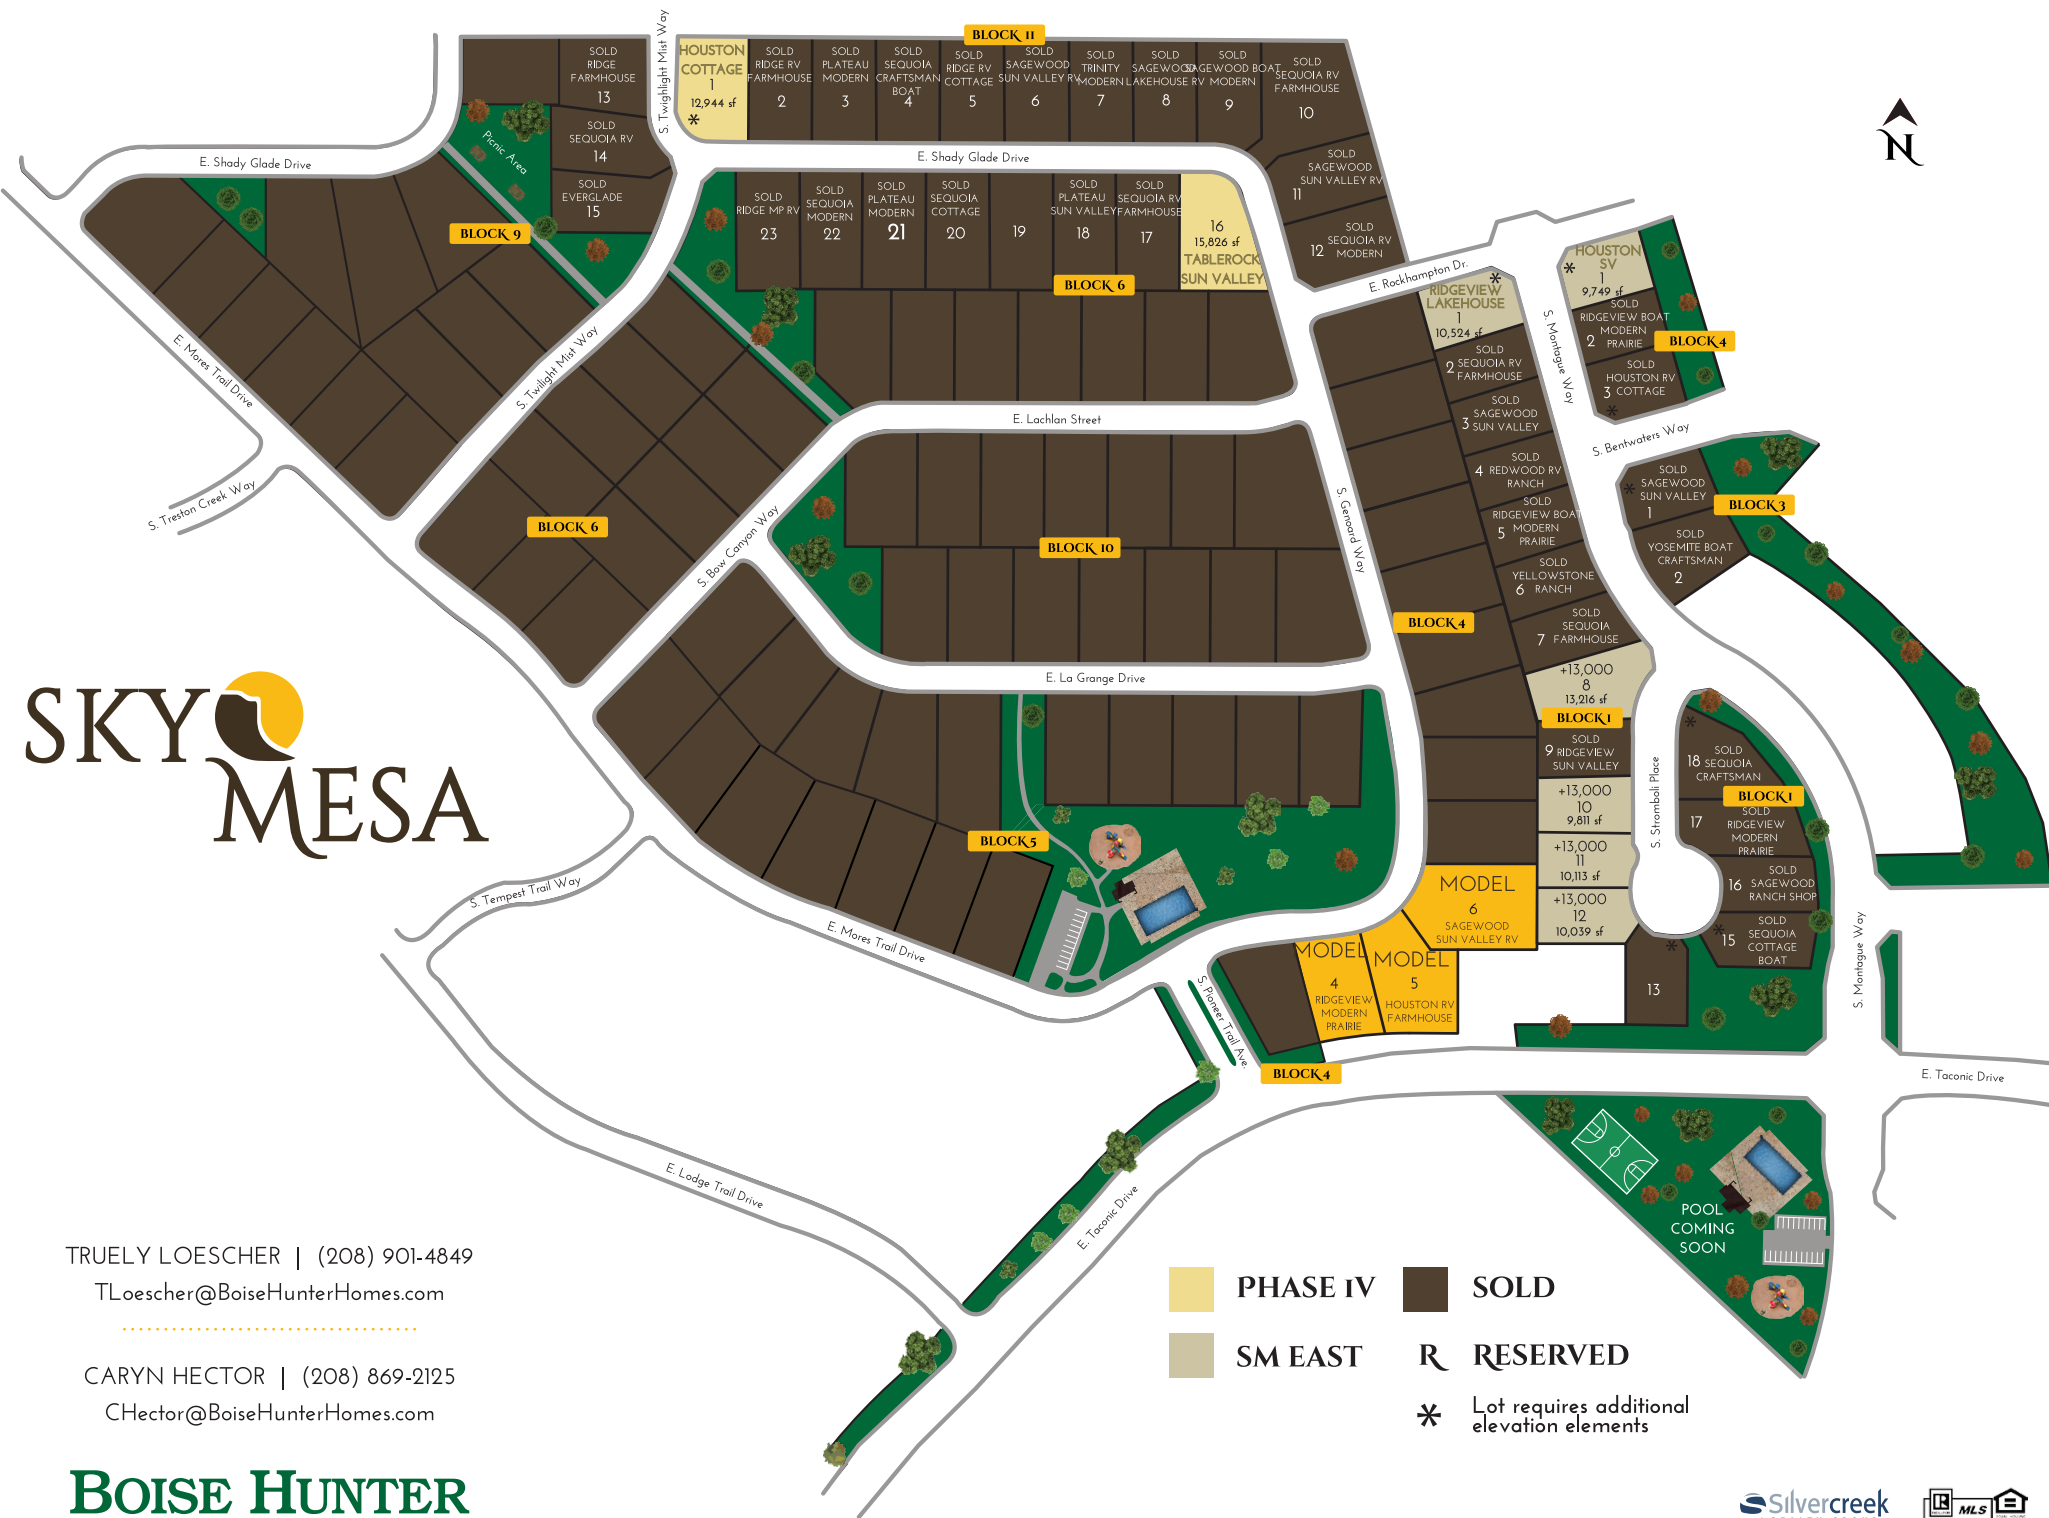 BLOCK 11
SOLD
RIDGE
FARMHOUSE
13
S. Twighlight Mist Way
HOUSTON
COTTAGE
1
12,944 sf
*
SOLD
RIDGE RV
FARMHOUSE
2
SOLD
PLATEAU
MODERN
3
SOLD
SEQUOIA
CRAFTSMAN
BOAT
4
SOLD
RIDGE RV
COTTAGE
5
SOLD
SAGEWOOD
SUN VALLEY RV
6
SOLD
TRINITY
MODERN
7
SOLD
SAGEWOOD
LAKEHOUSE RV
8
SAGEWOOD BOAT
MODERN
9
SOLD
SEQUOIA RV
FARMHOUSE
10
SOLD
SAGEWOOD
SUN VALLEY RV
11
SOLD
SEQUOIA RV
MODERN
12
N
SOLD
SEQUOIA RV
14
SOLD
EVERGLADE
15
Picnic Area
E. Shady Glade Drive
E. Shady Glade Drive
BLOCK 9
SOLD
RIDGE MP RV
23
SOLD
SEQUOIA
MODERN
22
SOLD
PLATEAU
MODERN
21
SOLD
SEQUOIA
COTTAGE
20
19
SOLD
PLATEAU
SUN VALLEY
18
SOLD
SEQUOIA RV
FARMHOUSE
17
16
15,826 sf
TABLEROCK
SUN VALLEY
BLOCK 6
E. Rockhampton Dr.
*
RIDGEVIEW
LAKEHOUSE
1
10,524 sf
S. Montague Way
HOUSTON
SV
*
1
9,749 sf
SOLD
RIDGEVIEW BOAT
MODERN
2 PRAIRIE
BLOCK 4
SOLD
HOUSTON RV
3 COTTAGE
*
SOLD
2 SEQUOIA RV
FARMHOUSE
SOLD
SAGEWOOD
3 SUN VALLEY
SOLD
4 REDWOOD RV
RANCH
SOLD
RIDGEVIEW BOAT
5 MODERN
PRAIRIE
SOLD
YELLOWSTONE
6 RANCH
SOLD
SEQUOIA
7 FARMHOUSE
S. Bentwaters Way
SOLD
* SAGEWOOD
SUN VALLEY
1
BLOCK 3
SOLD
YOSEMITE BOAT
CRAFTSMAN
2
E. Mores Trail Drive
S. Twilight Mist Way
S. Treston Creek Way
E. Lachlan Street
S. Genoard Way
BLOCK 6
S. Bow Canyon Way
BLOCK 10
BLOCK 4
E. La Grange Drive
+13,000
8
13,216 sf
BLOCK 1
SOLD
9 RIDGEVIEW
SUN VALLEY
+13,000
10
9,811 sf
+13,000
11
10,113 sf
+13,000
12
10,039 sf
S. Stromboli Place
*
SOLD
18 SEQUOIA
CRAFTSMAN
BLOCK 1
SOLD
17 RIDGEVIEW
MODERN
PRAIRIE
SOLD
16 SAGEWOOD
RANCH SHOP
SOLD
* SEQUOIA
15 COTTAGE
BOAT
*
13
S. Montague Way
SKY
MESA
BLOCK 5
S. Tempest Trail Way
E. Mores Trail Drive
MODEL
6
SAGEWOOD
SUN VALLEY RV
MODEL
4
RIDGEVIEW
MODERN
PRAIRIE
MODEL
5
HOUSTON RV
FARMHOUSE
S. Pioneer Trail Ave.
BLOCK 4
E. Taconic Drive
E. Lodge Trail Drive
E. Taconic Drive
POOL
COMING
SOON
TRUELY LOESCHER | (208) 901-4849
TLoescher@BoiseHunterHomes.com
CARYN HECTOR | (208) 869-2125
CHector@BoiseHunterHomes.com
BOISE HUNTER
PHASE IV
SOLD
SM EAST
R RESERVED
* Lot requires additional
elevation elements
Silvercreek
R MLS